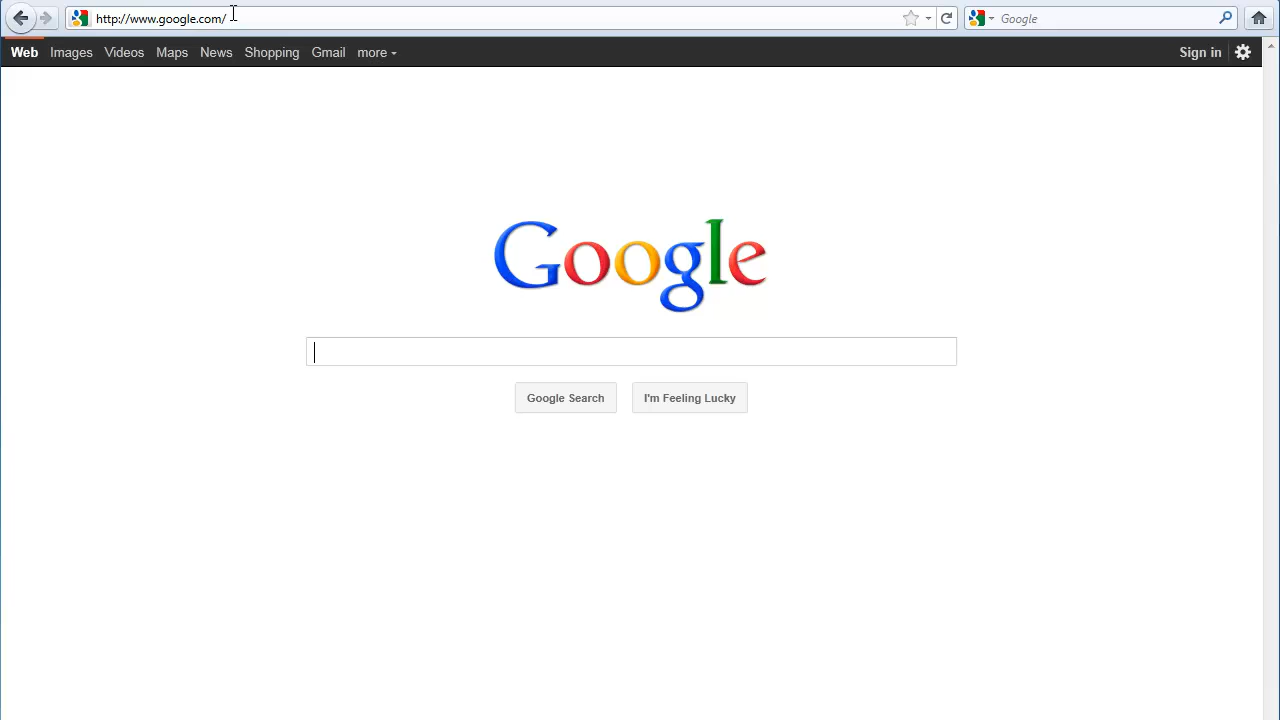 http://www.google.com/ Google
Web Images Videos Maps News Shopping Gmail more Sign in
Google
Google Search I'm Feeling Lucky